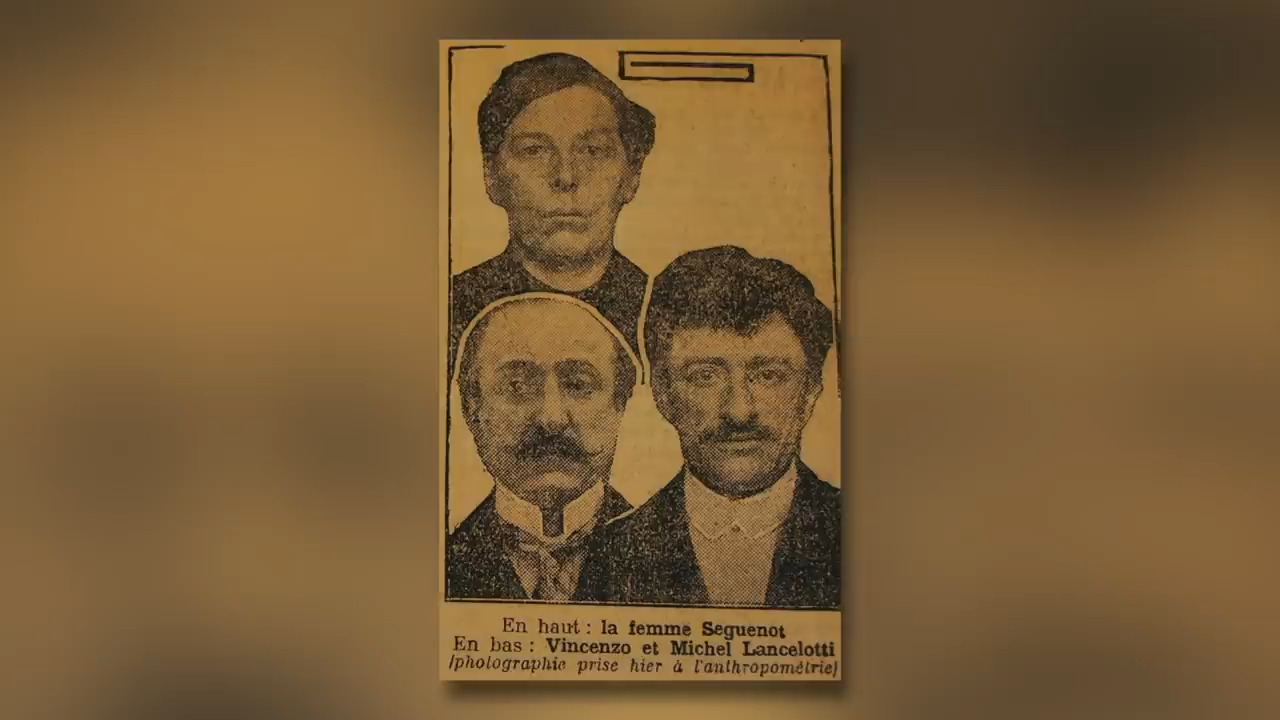 En haut : la femme Seguenot
En bas : Vincenzo et Michel Lancelotti
(photographie prise hier à l'anthropométrie)